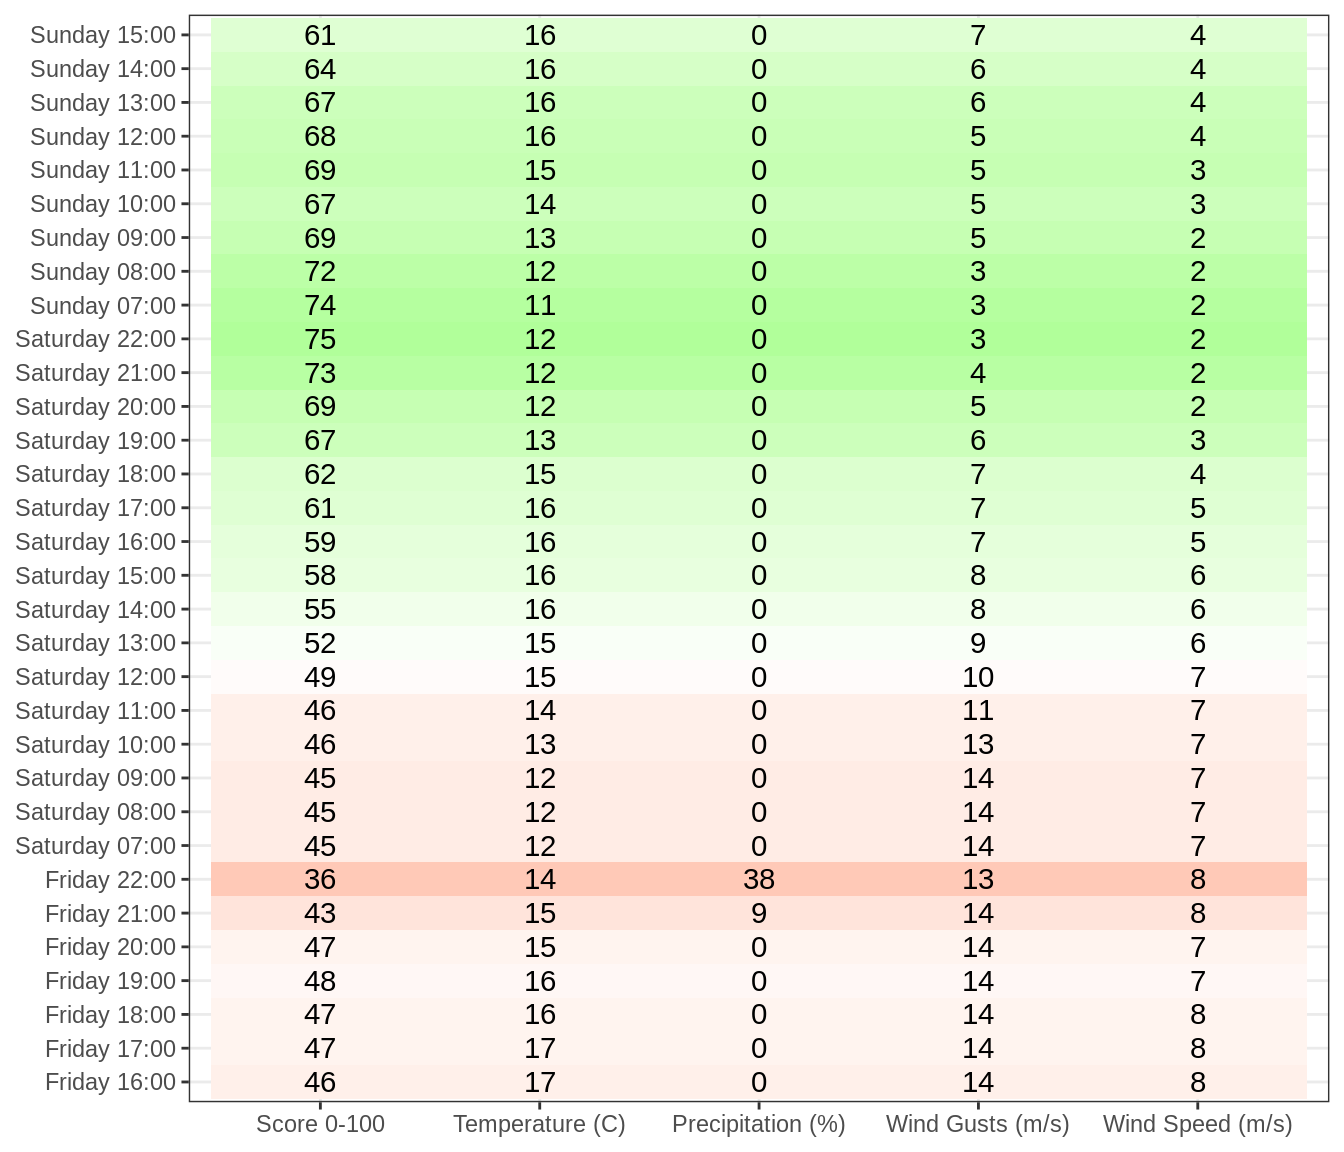 Sunday 15:00 61 16 0 7 4
Sunday 14:00 64 16 0 6 4
Sunday 13:00 67 16 0 6 4
Sunday 12:00 68 16 0 5 4
Sunday 11:00 69 15 0 5 3
Sunday 10:00 67 14 0 5 3
Sunday 09:00 69 13 0 5 2
Sunday 08:00 72 12 0 3 2
Sunday 07:00 74 11 0 3 2
Saturday 22:00 75 12 0 3 2
Saturday 21:00 73 12 0 4 2
Saturday 20:00 69 12 0 5 2
Saturday 19:00 67 13 0 6 3
Saturday 18:00 62 15 0 7 4
Saturday 17:00 61 16 0 7 5
Saturday 16:00 59 16 0 7 5
Saturday 15:00 58 16 0 8 6
Saturday 14:00 55 16 0 8 6
Saturday 13:00 52 15 0 9 6
Saturday 12:00 49 15 0 10 7
Saturday 11:00 46 14 0 11 7
Saturday 10:00 46 13 0 13 7
Saturday 09:00 45 12 0 14 7
Saturday 08:00 45 12 0 14 7
Saturday 07:00 45 12 0 14 7
Friday 22:00 36 14 38 13 8
Friday 21:00 43 15 9 14 8
Friday 20:00 47 15 0 14 7
Friday 19:00 48 16 0 14 7
Friday 18:00 47 16 0 14 8
Friday 17:00 47 17 0 14 8
Friday 16:00 46 17 0 14 8
Score 0-100 Temperature (C) Precipitation (%) Wind Gusts (m/s) Wind Speed (m/s)